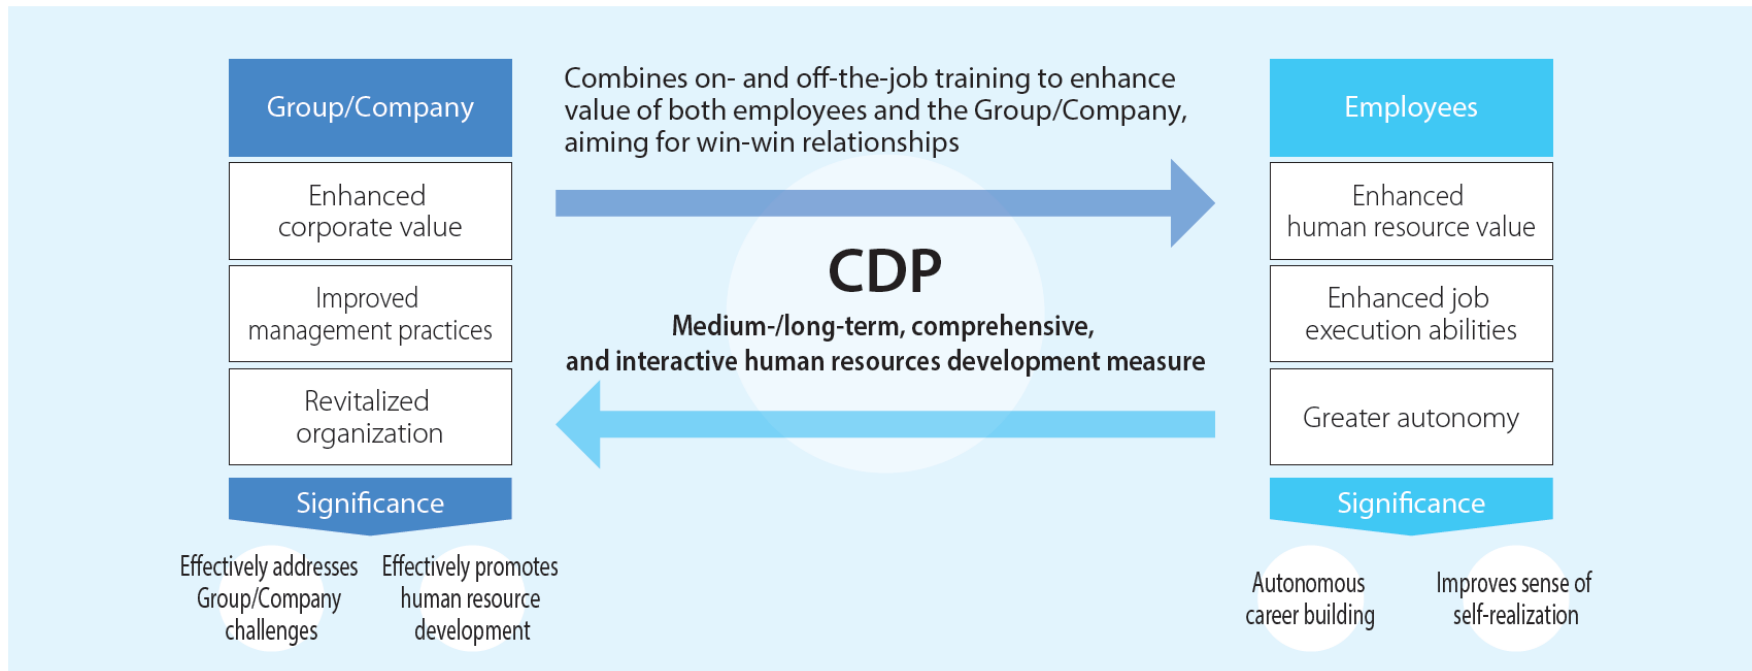 Group/Company
Enhanced
corporate value
Improved
management practices
Revitalized
organization
Significance
Effectively addresses
Group/Company
challenges
Effectively promotes
human resource
development
Combines on- and off-the-job training to enhance
value of both employees and the Group/Company,
aiming for win-win relationships
CDP
Medium-/long-term, comprehensive,
and interactive human resources development measure
Employees
Enhanced
human resource value
Enhanced job
execution abilities
Greater autonomy
Significance
Autonomous
career building
Improves sense of
self-realization